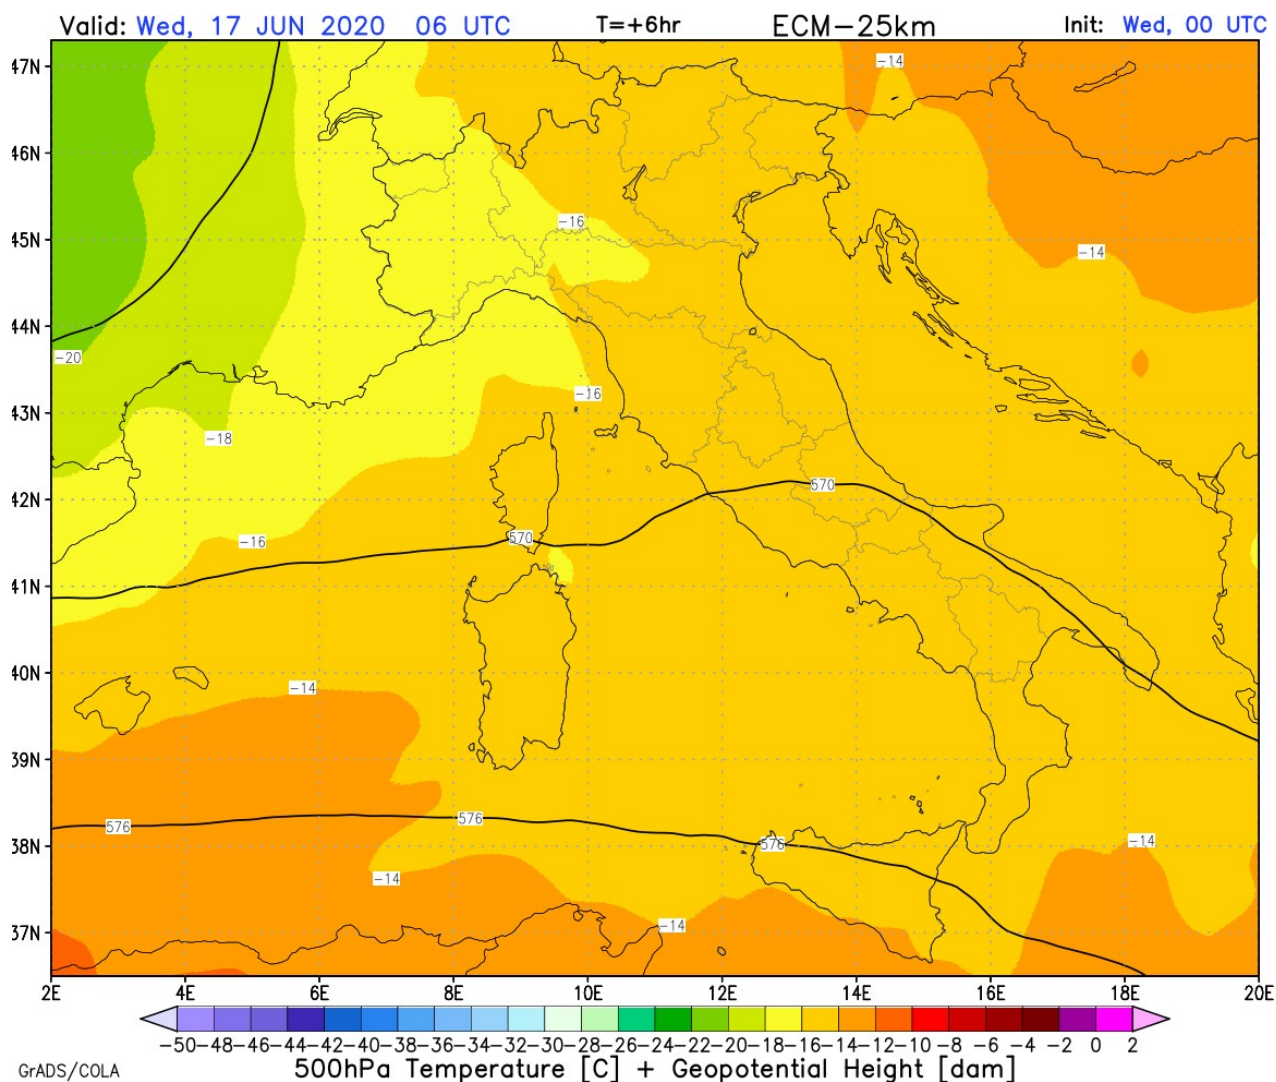 Valid: Wed, 17 JUN 2020 06 UTC T=+6hr ECM-25km Init: Wed, 00 UTC
47N
-14
46N
-16
45N
-14
44N
-20
-16
43N
-18
570
42N
-16
570
41N
40N
-14
39N
576
576
576
-14
38N
-14
-14
37N
2E 4E 6E 8E 10E 12E 14E 16E 18E 20E
-50 -48 -46 -44 -42 -40 -38 -36 -34 -32 -30 -28 -26 -24 -22 -20 -18 -16 -14 -12 -10 -8 -6 -4 -2 0 2
GrADS/COLA 500hPa Temperature [C] + Geopotential Height [dam]